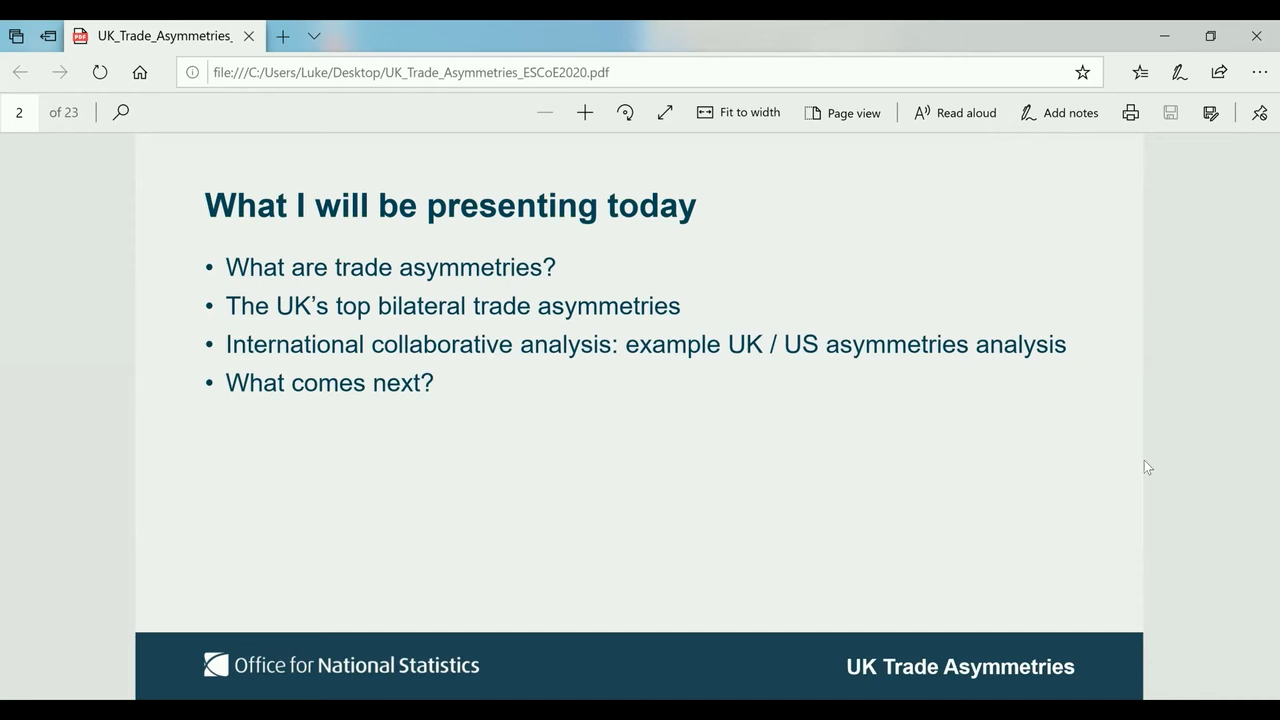 UK_Trade_Asymmetries_
file:///C:/Users/Luke/Desktop/UK_Trade_Asymmetries_ESCoE2020.pdf
2 of 23 Fit to width Page view Read aloud Add notes
What I will be presenting today
• What are trade asymmetries?
• The UK’s top bilateral trade asymmetries
• International collaborative analysis: example UK / US asymmetries analysis
• What comes next?
Office for National Statistics
UK Trade Asymmetries